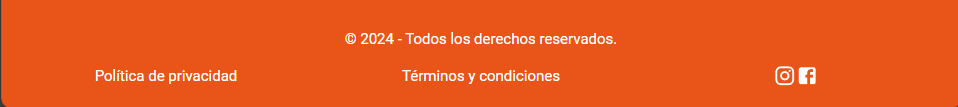 © 2024 - Todos los derechos reservados.
Política de privacidad Términos y condiciones